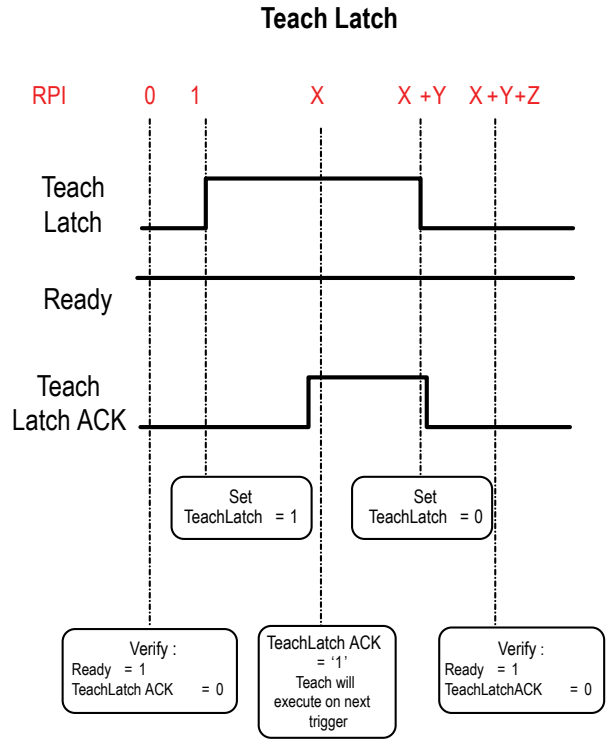 Teach Latch
RPI 0 1 X X +Y X +Y+Z
Teach
Latch
Ready
Teach
Latch ACK
Set
TeachLatch = 1
Set
TeachLatch = 0
Verify :
Ready = 1
TeachLatch ACK = 0
TeachLatch ACK
= ‘1’
Teach will
execute on next
trigger
Verify :
Ready = 1
TeachLatchACK = 0